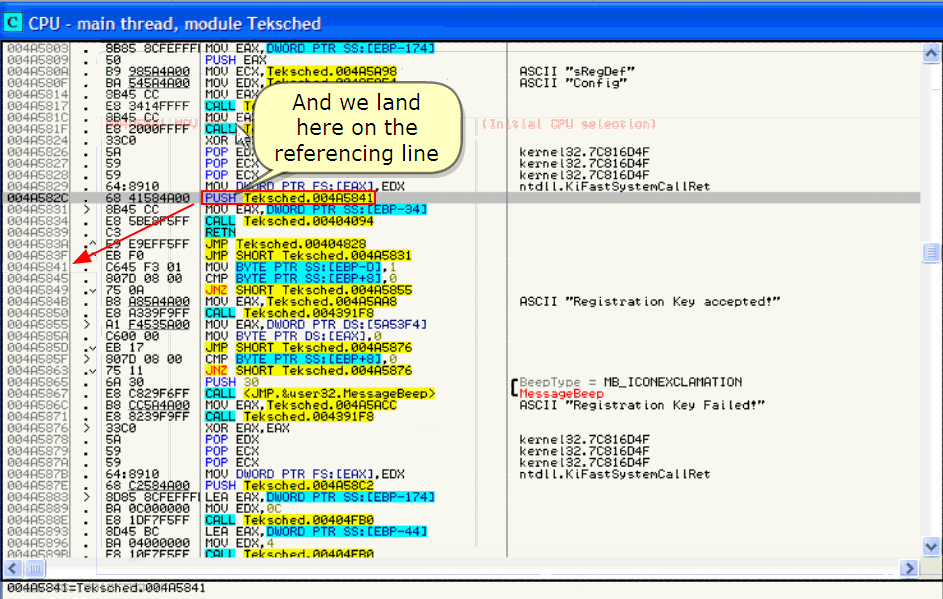 C CPU - main thread, module Teksched
004A5803 . 8B85 8CFEFFFF MOV EAX,DWORD PTR SS:[EBP-174]
004A5809 . 50 PUSH EAX
004A580A . B9 985A4A00 MOV ECX,Teksched.004A5A98 ASCII "sRegDef"
004A580F . BA 545A4A00 MOV EDX, ASCII "Config"
004A5814 . 8B45 CC MOV EAX
004A5817 . E8 3414FFFF CALL
004A581C . 8B45 CC MOV EAX
004A581F . E8 2000FFFF CALL (Initial CPU selection)
004A5824 . 33C0 XOR
004A5826 . 5A POP kernel32.7C816D4F
004A5827 . 59 POP kernel32.7C816D4F
004A5828 . 59 POP ECX kernel32.7C816D4F
004A5829 . 64:8910 MOV DWORD PTR FS:[EAX],EDX ntdll.KiFastSystemCallRet
And we land
here on the
referencing line
004A582C . 68 41584A00 PUSH Teksched.004A5841
004A5831 > 8B45 CC MOV EAX,DWORD PTR SS:[EBP-34]
004A5834 . E8 5BE8F5FF CALL Teksched.00404094
004A5839 . C3 RETN
004A583A .^ E9 E9EFF5FF JMP Teksched.00404828
004A583F .^ EB F0 JMP SHORT Teksched.004A5831
004A5841 . C645 F3 01 MOV BYTE PTR SS:[EBP-D],1
004A5845 . 807D 08 00 CMP BYTE PTR SS:[EBP+8],0
004A5849 .v 75 0A JNZ SHORT Teksched.004A5855
004A584B . B8 A85A4A00 MOV EAX,Teksched.004A5AA8 ASCII "Registration Key accepted!"
004A5850 . E8 A339F9FF CALL Teksched.004391F8
004A5855 > A1 F4535A00 MOV EAX,DWORD PTR DS:[5A53F4]
004A585A . C600 00 MOV BYTE PTR DS:[EAX],0
004A585D .v EB 17 JMP SHORT Teksched.004A5876
004A585F > 807D 08 00 CMP BYTE PTR SS:[EBP+8],0
004A5863 .v 75 11 JNZ SHORT Teksched.004A5876
004A5865 . 6A 30 PUSH 30 BeepType = MB_ICONEXCLAMATION
004A5867 . E8 C829F6FF CALL <JMP.&user32.MessageBeep> MessageBeep
004A586C . B8 CC5A4A00 MOV EAX,Teksched.004A5ACC ASCII "Registration Key Failed!"
004A5871 . E8 8239F9FF CALL Teksched.004391F8
004A5876 > 33C0 XOR EAX,EAX
004A5878 . 5A POP EDX kernel32.7C816D4F
004A5879 . 59 POP ECX kernel32.7C816D4F
004A587A . 59 POP ECX kernel32.7C816D4F
004A587B . 64:8910 MOV DWORD PTR FS:[EAX],EDX ntdll.KiFastSystemCallRet
004A587E . 68 C2584A00 PUSH Teksched.004A58C2
004A5883 > 8D85 8CFEFFFF LEA EAX,DWORD PTR SS:[EBP-174]
004A5889 . BA 0C000000 MOV EDX,0C
004A588E . E8 1DF7F5FF CALL Teksched.00404FB0
004A5893 . 8D45 BC LEA EAX,DWORD PTR SS:[EBP-44]
004A5896 . BA 04000000 MOV EDX,4
004A589B . E8 10F7F5FF CALL Teksched.00404FB0
004A5841=Teksched.004A5841